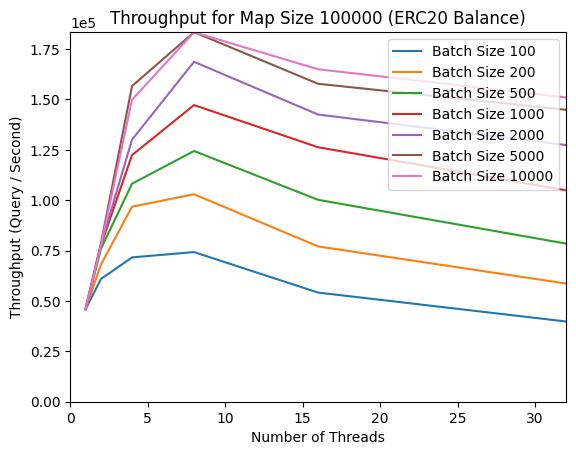 Throughput for Map Size 100000 (ERC20 Balance)
1e5
1.75
1.50
1.25
1.00
0.75
0.50
0.25
0.00
Throughput (Query / Second)
Batch Size 100
Batch Size 200
Batch Size 500
Batch Size 1000
Batch Size 2000
Batch Size 5000
Batch Size 10000
0 5 10 15 20 25 30
Number of Threads